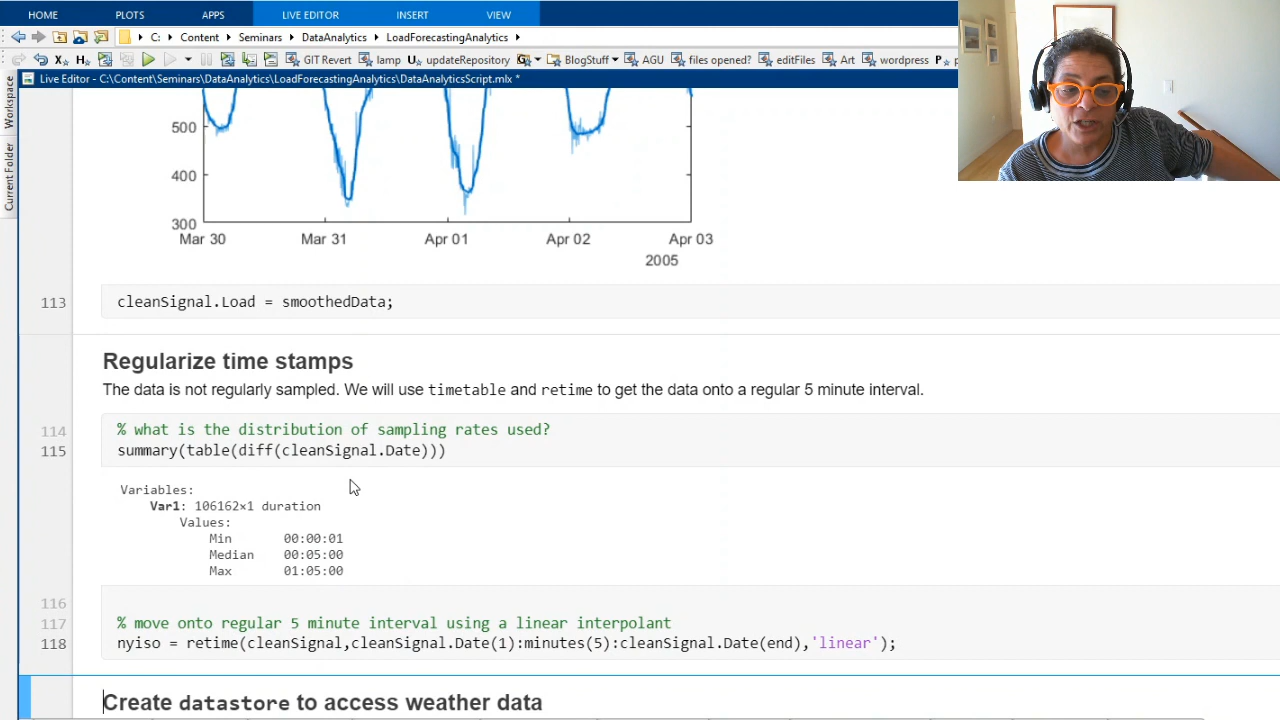 HOME PLOTS APPS LIVE EDITOR INSERT VIEW
C: Content Seminars DataAnalytics LoadForecastingAnalytics
GIT Revert lamp updateRepository BlogStuff AGU files opened? editFiles Art wordpress
Live Editor - C:\Content\Seminars\DataAnalytics\LoadForecastingAnalytics\DataAnalyticsScript.mlx *
Workspace
Current Folder
500
400
300
Mar 30 Mar 31 Apr 01 Apr 02 Apr 03
2005
113 cleanSignal.Load = smoothedData;
Regularize time stamps
The data is not regularly sampled. We will use timetable and retime to get the data onto a regular 5 minute interval.
114 % what is the distribution of sampling rates used?
115 summary(table(diff(cleanSignal.Date)))
Variables:
Var1: 106162×1 duration
Values:
Min 00:00:01
Median 00:05:00
Max 01:05:00
116
117 % move onto regular 5 minute interval using a linear interpolant
118 nyiso = retime(cleanSignal,cleanSignal.Date(1):minutes(5):cleanSignal.Date(end),'linear');
Create datastore to access weather data